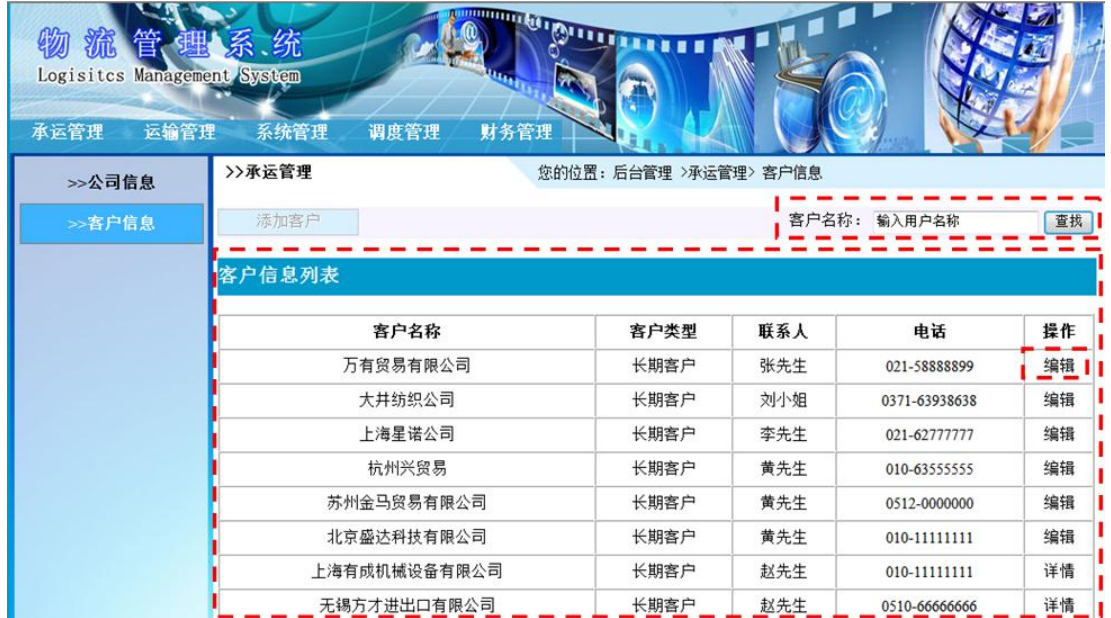 物流管理系统
Logisitcs Management System
承运管理 运输管理 系统管理 调度管理 财务管理
>>公司信息
>>客户信息
>>承运管理 您的位置：后台管理 >承运管理> 客户信息
添加客户 客户名称： 输入用户名称 查找
客户信息列表
客户名称 客户类型 联系人 电话 操作
万有贸易有限公司 长期客户 张先生 021-58888899 编辑
大井纺织公司 长期客户 刘小姐 0371-63938638 编辑
上海星诺公司 长期客户 李先生 021-62777777 编辑
杭州兴贸易 长期客户 黄先生 010-63555555 编辑
苏州金马贸易有限公司 长期客户 黄先生 0512-0000000 编辑
北京盛达科技有限公司 长期客户 黄先生 010-11111111 编辑
上海有成机械设备有限公司 长期客户 赵先生 010-11111111 详情
无锡方才进出口有限公司 长期客户 赵先生 0510-66666666 详情